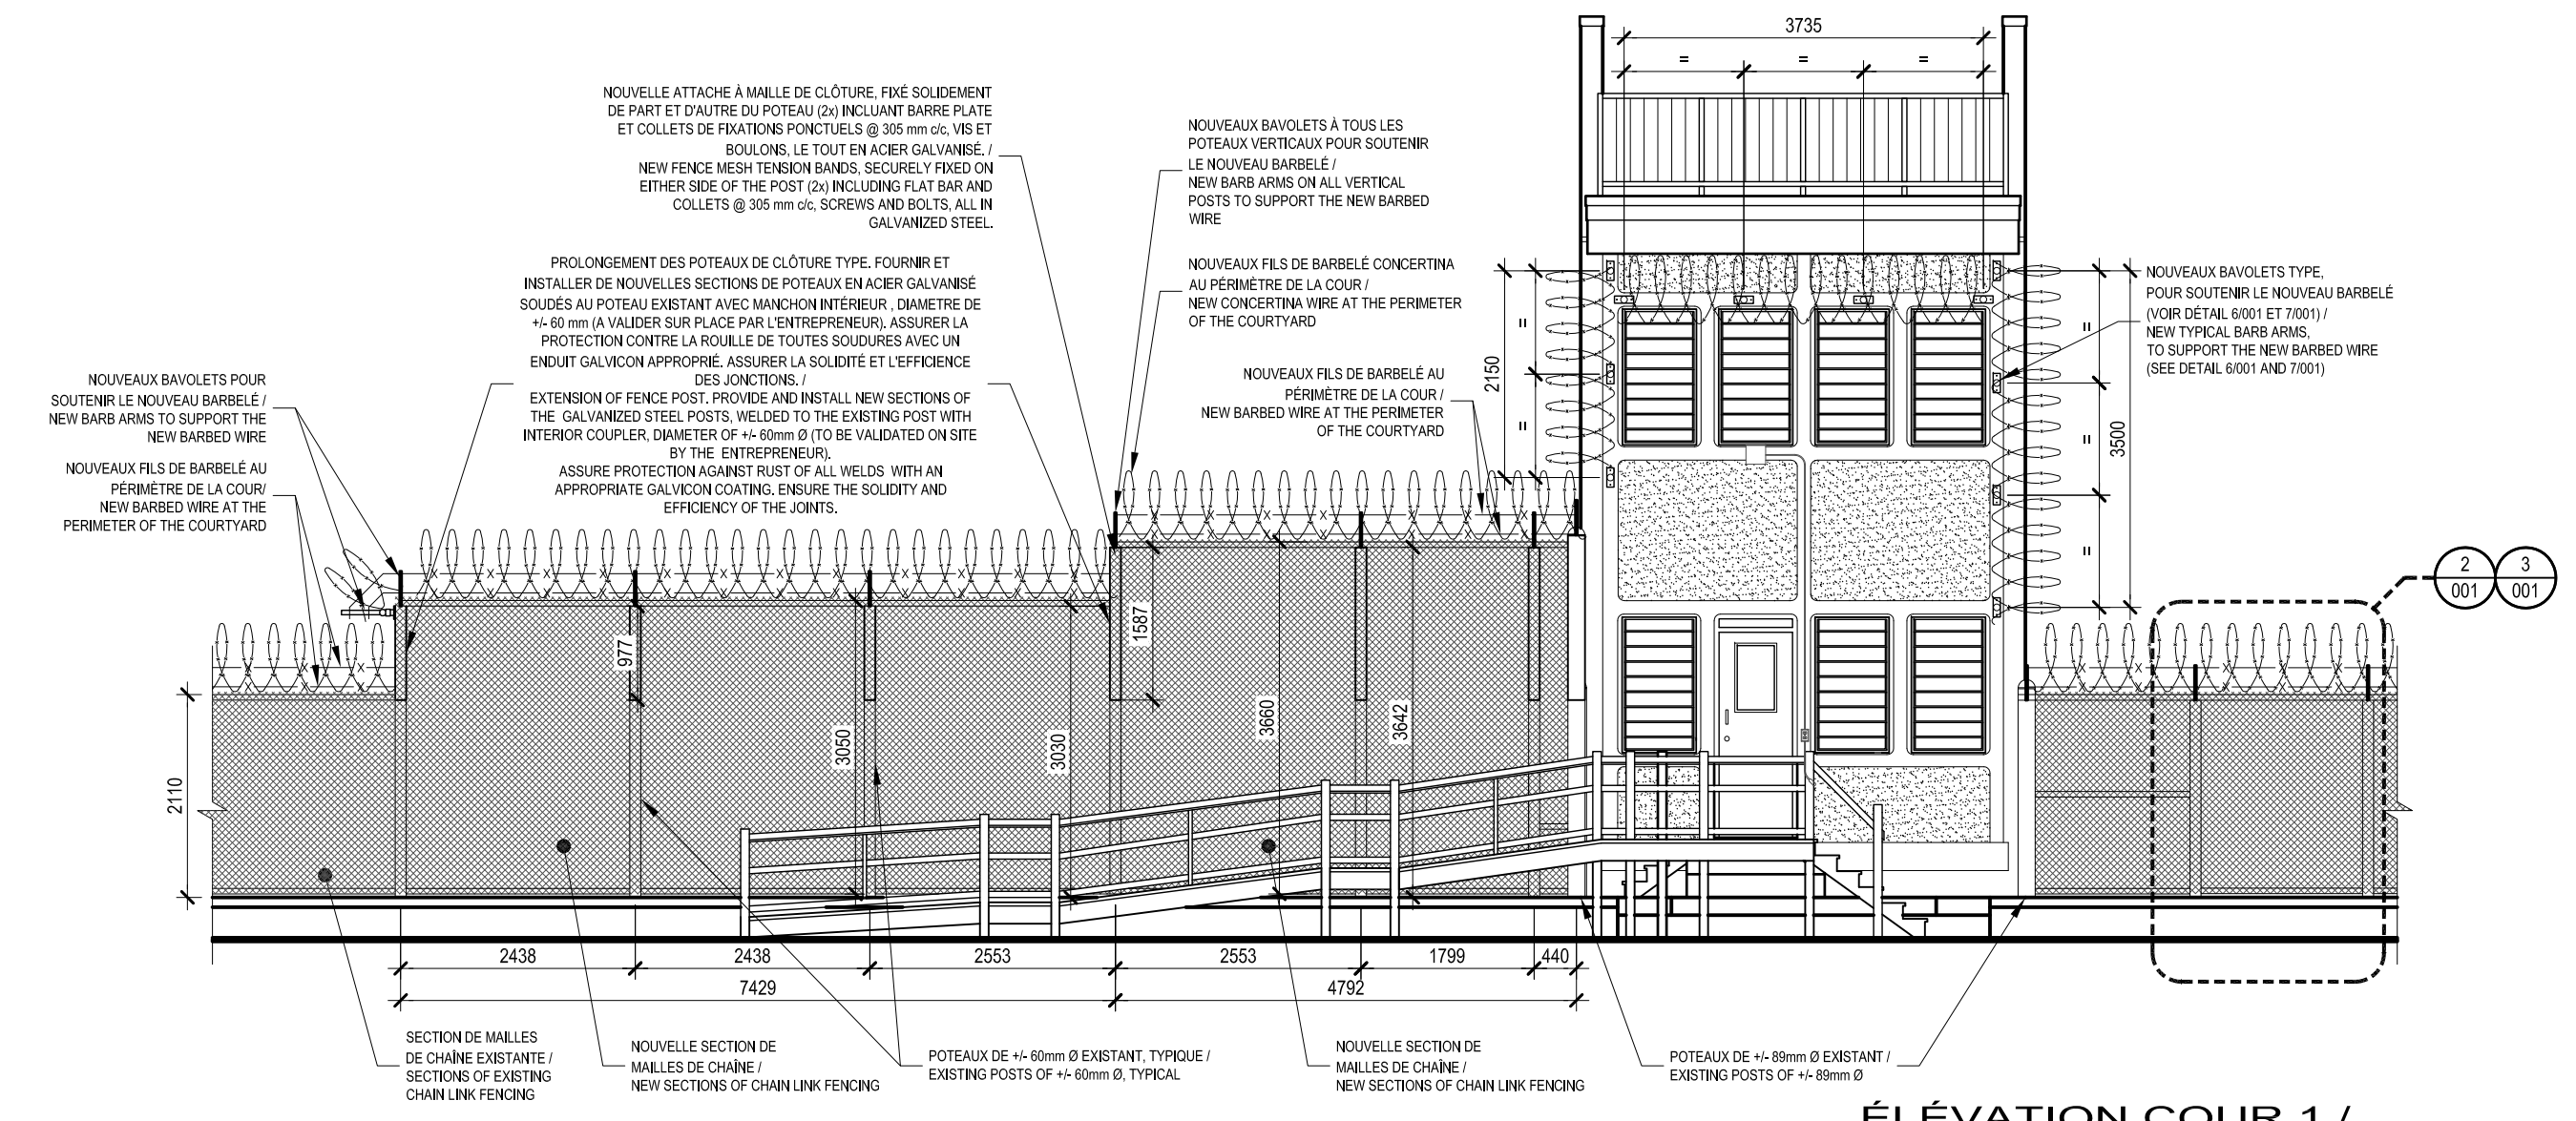 3735
= = =
NOUVELLE ATTACHE À MAILLE DE CLÔTURE, FIXÉ SOLIDEMENT
DE PART ET D'AUTRE DU POTEAU (2x) INCLUANT BARRE PLATE
ET COLLETS DE FIXATIONS PONCTUELS @ 305 mm c/c, VIS ET
BOULONS, LE TOUT EN ACIER GALVANISÉ. /
NEW FENCE MESH TENSION BANDS, SECURELY FIXED ON
EITHER SIDE OF THE POST (2x) INCLUDING FLAT BAR AND
COLLETS @ 305 mm c/c, SCREWS AND BOLTS, ALL IN
GALVANIZED STEEL.
NOUVEAUX BAVOLETS À TOUS LES
POTEAUX VERTICAUX POUR SOUTENIR
LE NOUVEAU BARBELÉ /
NEW BARB ARMS ON ALL VERTICAL
POSTS TO SUPPORT THE NEW BARBED
WIRE
PROLONGEMENT DES POTEAUX DE CLÔTURE TYPE. FOURNIR ET
INSTALLER DE NOUVELLES SECTIONS DE POTEAUX EN ACIER GALVANISÉ
SOUDÉS AU POTEAU EXISTANT AVEC MANCHON INTÉRIEUR , DIAMETRE DE
+/- 60 mm (A VALIDER SUR PLACE PAR L'ENTREPRENEUR). ASSURER LA
PROTECTION CONTRE LA ROUILLE DE TOUTES SOUDURES AVEC UN
ENDUIT GALVICON APPROPRIÉ. ASSURER LA SOLIDITÉ ET L'EFFICIENCE
DES JONCTIONS. /
EXTENSION OF FENCE POST. PROVIDE AND INSTALL NEW SECTIONS OF
THE GALVANIZED STEEL POSTS, WELDED TO THE EXISTING POST WITH
INTERIOR COUPLER, DIAMETER OF +/- 60mm Ø (TO BE VALIDATED ON SITE
BY THE ENTREPRENEUR).
ASSURE PROTECTION AGAINST RUST OF ALL WELDS WITH AN
APPROPRIATE GALVICON COATING. ENSURE THE SOLIDITY AND
EFFICIENCY OF THE JOINTS.
NOUVEAUX FILS DE BARBELÉ CONCERTINA
AU PÉRIMÈTRE DE LA COUR /
NEW CONCERTINA WIRE AT THE PERIMETER
OF THE COURTYARD
NOUVEAUX FILS DE BARBELÉ AU
PÉRIMÈTRE DE LA COUR /
NEW BARBED WIRE AT THE PERIMETER
OF THE COURTYARD
2150
=
=
NOUVEAUX BAVOLETS TYPE,
POUR SOUTENIR LE NOUVEAU BARBELÉ
(VOIR DÉTAIL 6/001 ET 7/001) /
NEW TYPICAL BARB ARMS,
TO SUPPORT THE NEW BARBED WIRE
(SEE DETAIL 6/001 AND 7/001)
=
=
=
3500
NOUVEAUX BAVOLETS POUR
SOUTENIR LE NOUVEAU BARBELÉ /
NEW BARB ARMS TO SUPPORT THE
NEW BARBED WIRE
NOUVEAUX FILS DE BARBELÉ AU
PÉRIMÈTRE DE LA COUR/
NEW BARBED WIRE AT THE
PERIMETER OF THE COURTYARD
2 3
001 001
2110
977
3050
3030
1587
3660
3642
2438 2438 2553 2553 1799 440
7429 4792
SECTION DE MAILLES
DE CHAÎNE EXISTANTE /
SECTIONS OF EXISTING
CHAIN LINK FENCING
NOUVELLE SECTION DE
MAILLES DE CHAÎNE /
NEW SECTIONS OF CHAIN LINK FENCING
POTEAUX DE +/- 60mm Ø EXISTANT, TYPIQUE /
EXISTING POSTS OF +/- 60mm Ø, TYPICAL
NOUVELLE SECTION DE
MAILLES DE CHAÎNE /
NEW SECTIONS OF CHAIN LINK FENCING
POTEAUX DE +/- 89mm Ø EXISTANT /
EXISTING POSTS OF +/- 89mm Ø
ÉLÉVATION COUR 1 /